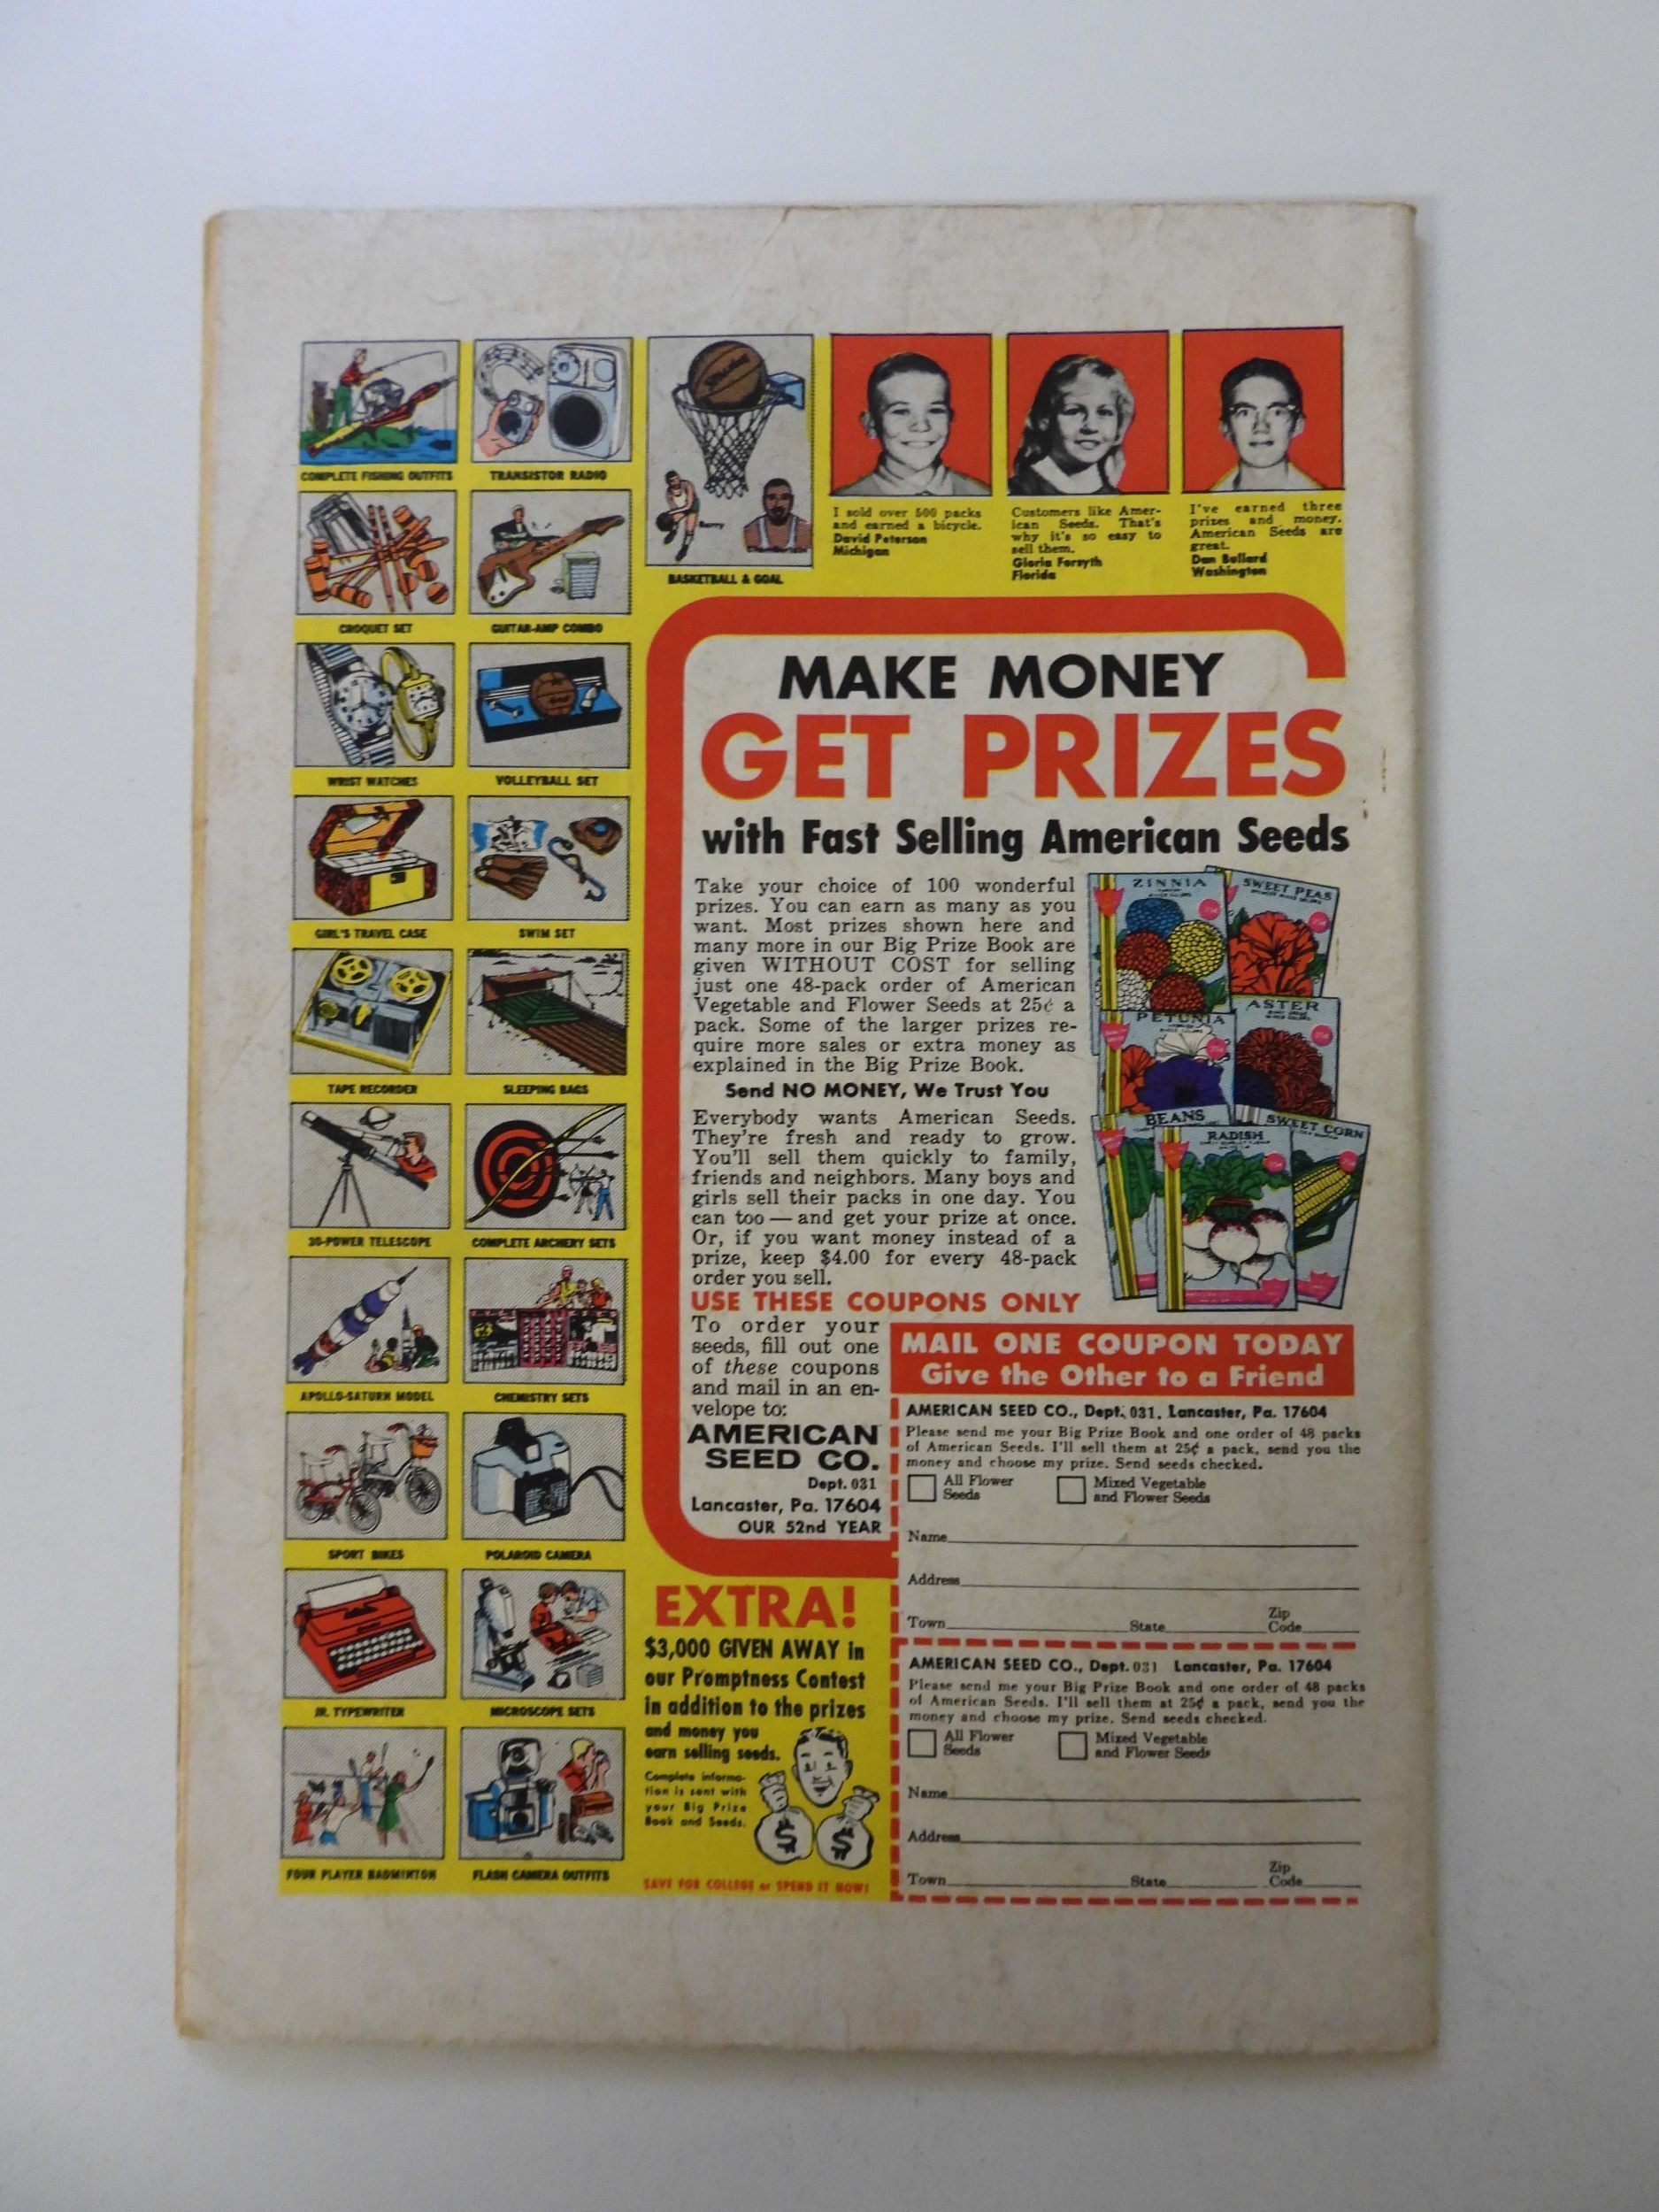 COMPLETE FISHING OUTFITS
TRANSISTOR RADIO
CROQUET SET
GUITAR-AMP COMBO
WRIST WATCHES
VOLLEYBALL SET
GIRL'S TRAVEL CASE
SWIM SET
TAPE RECORDER
SLEEPING BAGS
30-POWER TELESCOPE
COMPLETE ARCHERY SETS
APOLLO-SATURN MODEL
CHEMISTRY SETS
SPORT BIKES
POLAROID CAMERA
JR. TYPEWRITER
MICROSCOPE SETS
FOUR PLAYER BADMINTON
FLASH CAMERA OUTFITS
Barry
Chamberlain
BASKETBALL & GOAL
I sold over 500 packs
and earned a bicycle.
David Peterson
Michigan
Customers like Amer-
ican Seeds. That's
why it's so easy to
sell them.
Gloria Forsyth
Florida
I've earned three
prizes and money.
American Seeds are
great.
Dan Bullard
Washington
MAKE MONEY
GET PRIZES
with Fast Selling American Seeds
Take your choice of 100 wonderful
prizes. You can earn as many as you
want. Most prizes shown here and
many more in our Big Prize Book are
given WITHOUT COST for selling
just one 48-pack order of American
Vegetable and Flower Seeds at 25¢ a
pack. Some of the larger prizes re-
quire more sales or extra money as
explained in the Big Prize Book.
Send NO MONEY, We Trust You
Everybody wants American Seeds.
They're fresh and ready to grow.
You'll sell them quickly to family,
friends and neighbors. Many boys and
girls sell their packs in one day. You
can too — and get your prize at once.
Or, if you want money instead of a
prize, keep $4.00 for every 48-pack
order you sell.
ZINNIA
SWEET PEAS
PETUNIA
ASTER
BEANS
RADISH
SWEET CORN
USE THESE COUPONS ONLY
To order your
seeds, fill out one
of these coupons
and mail in an en-
velope to:
AMERICAN
SEED CO.
Dept. 031
Lancaster, Pa. 17604
OUR 52nd YEAR
MAIL ONE COUPON TODAY
Give the Other to a Friend
AMERICAN SEED CO., Dept. 031, Lancaster, Pa. 17604
Please send me your Big Prize Book and one order of 48 packs
of American Seeds. I'll sell them at 25¢ a pack, send you the
money and choose my prize. Send seeds checked.
All Flower
Seeds
Mixed Vegetable
and Flower Seeds
Name
Address
Town State Zip Code
AMERICAN SEED CO., Dept. 031 Lancaster, Pa. 17604
Please send me your Big Prize Book and one order of 48 packs
of American Seeds. I'll sell them at 25¢ a pack, send you the
money and choose my prize. Send seeds checked.
All Flower
Seeds
Mixed Vegetable
and Flower Seeds
Name
Address
Town State Zip Code
EXTRA!
$3,000 GIVEN AWAY in
our Promptness Contest
in addition to the prizes
and money you
earn selling seeds.
Complete informa-
tion is sent with
your Big Prize
Book and Seeds.
$ $
SAVE FOR COLLEGE or SPEND IT NOW!